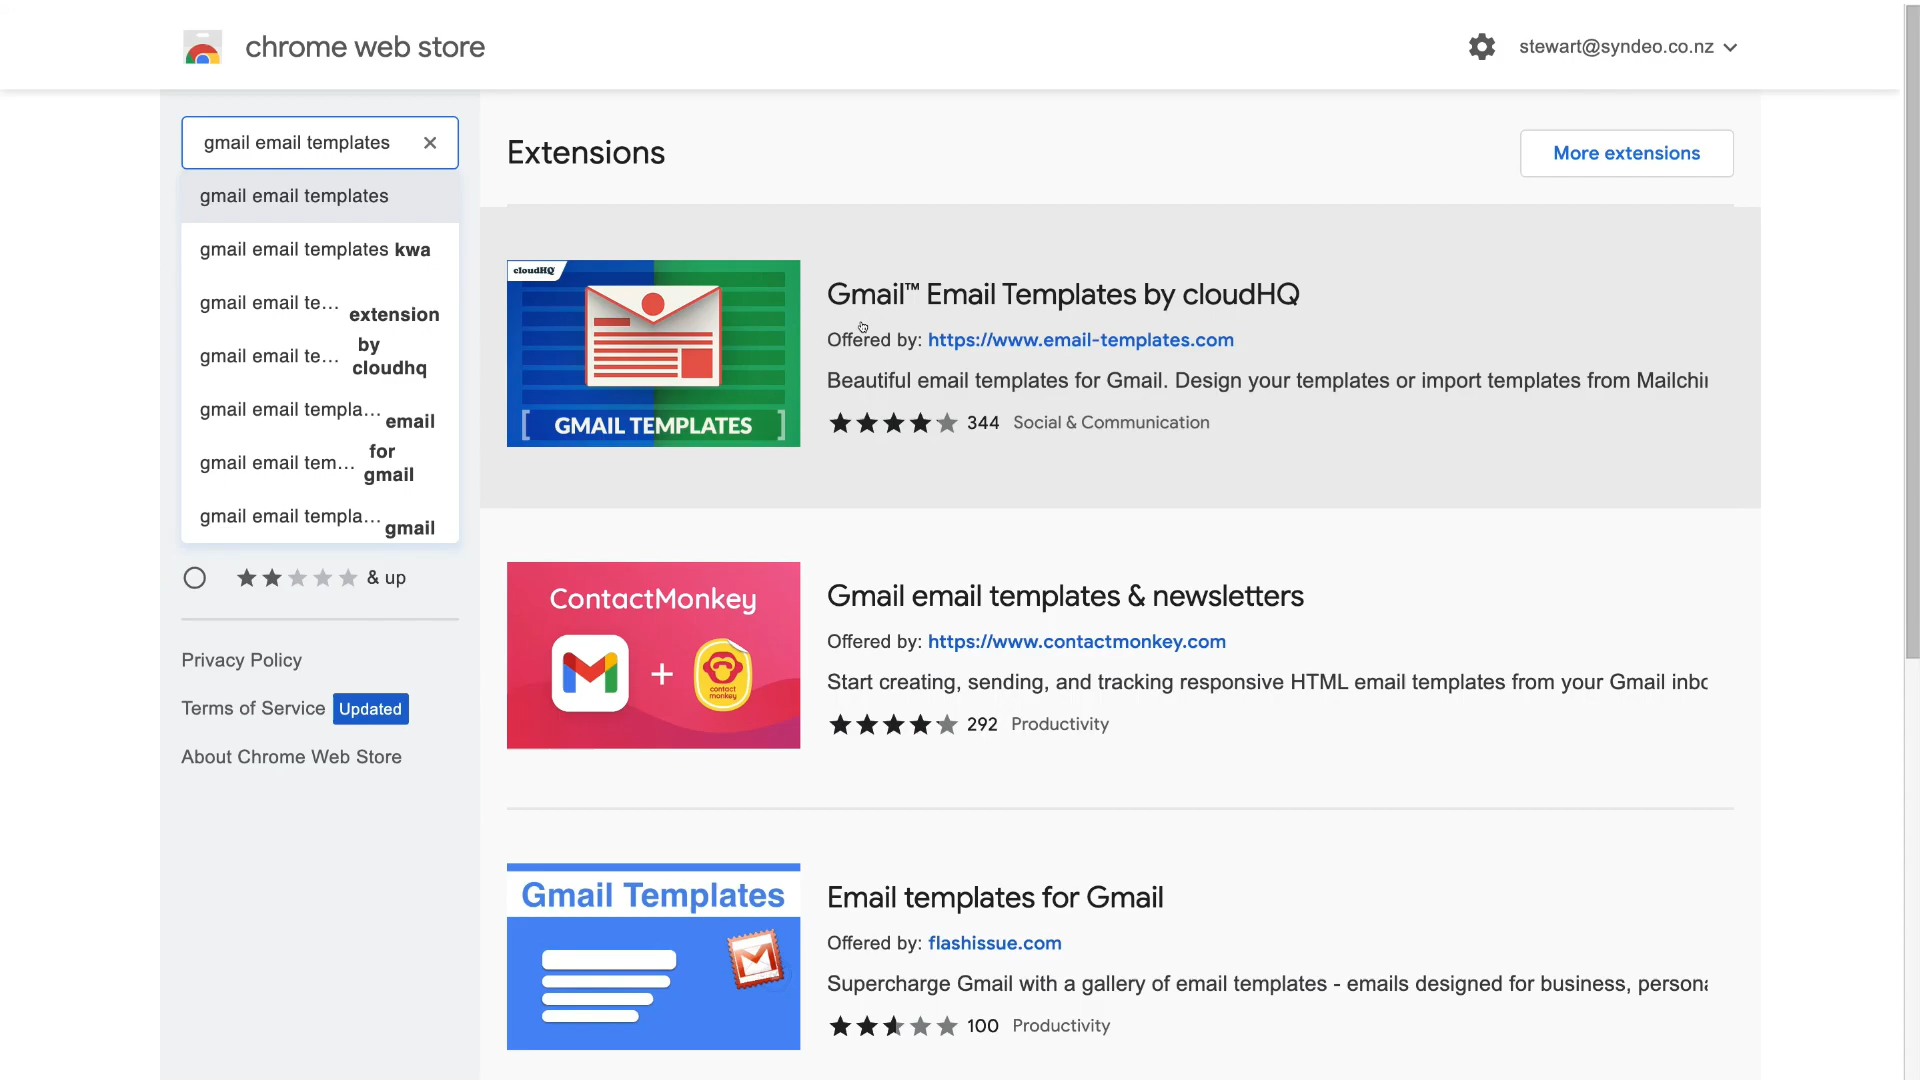 chrome web store
stewart@syndeo.co.nz
gmail email templates
gmail email templates
gmail email templates kwa
gmail email te... extension
gmail email te... by cloudhq
gmail email templa... email
gmail email tem... for gmail
gmail email templa... gmail
& up
Privacy Policy
Terms of Service Updated
About Chrome Web Store
Extensions
More extensions
cloudHQ
[ GMAIL TEMPLATES ]
Gmail™ Email Templates by cloudHQ
Offered by: https://www.email-templates.com
Beautiful email templates for Gmail. Design your templates or import templates from Mailchi
344 Social & Communication
ContactMonkey
+
contact
monkey
Gmail email templates & newsletters
Offered by: https://www.contactmonkey.com
Start creating, sending, and tracking responsive HTML email templates from your Gmail inbo
292 Productivity
Gmail Templates
Email templates for Gmail
Offered by: flashissue.com
Supercharge Gmail with a gallery of email templates - emails designed for business, persona
100 Productivity